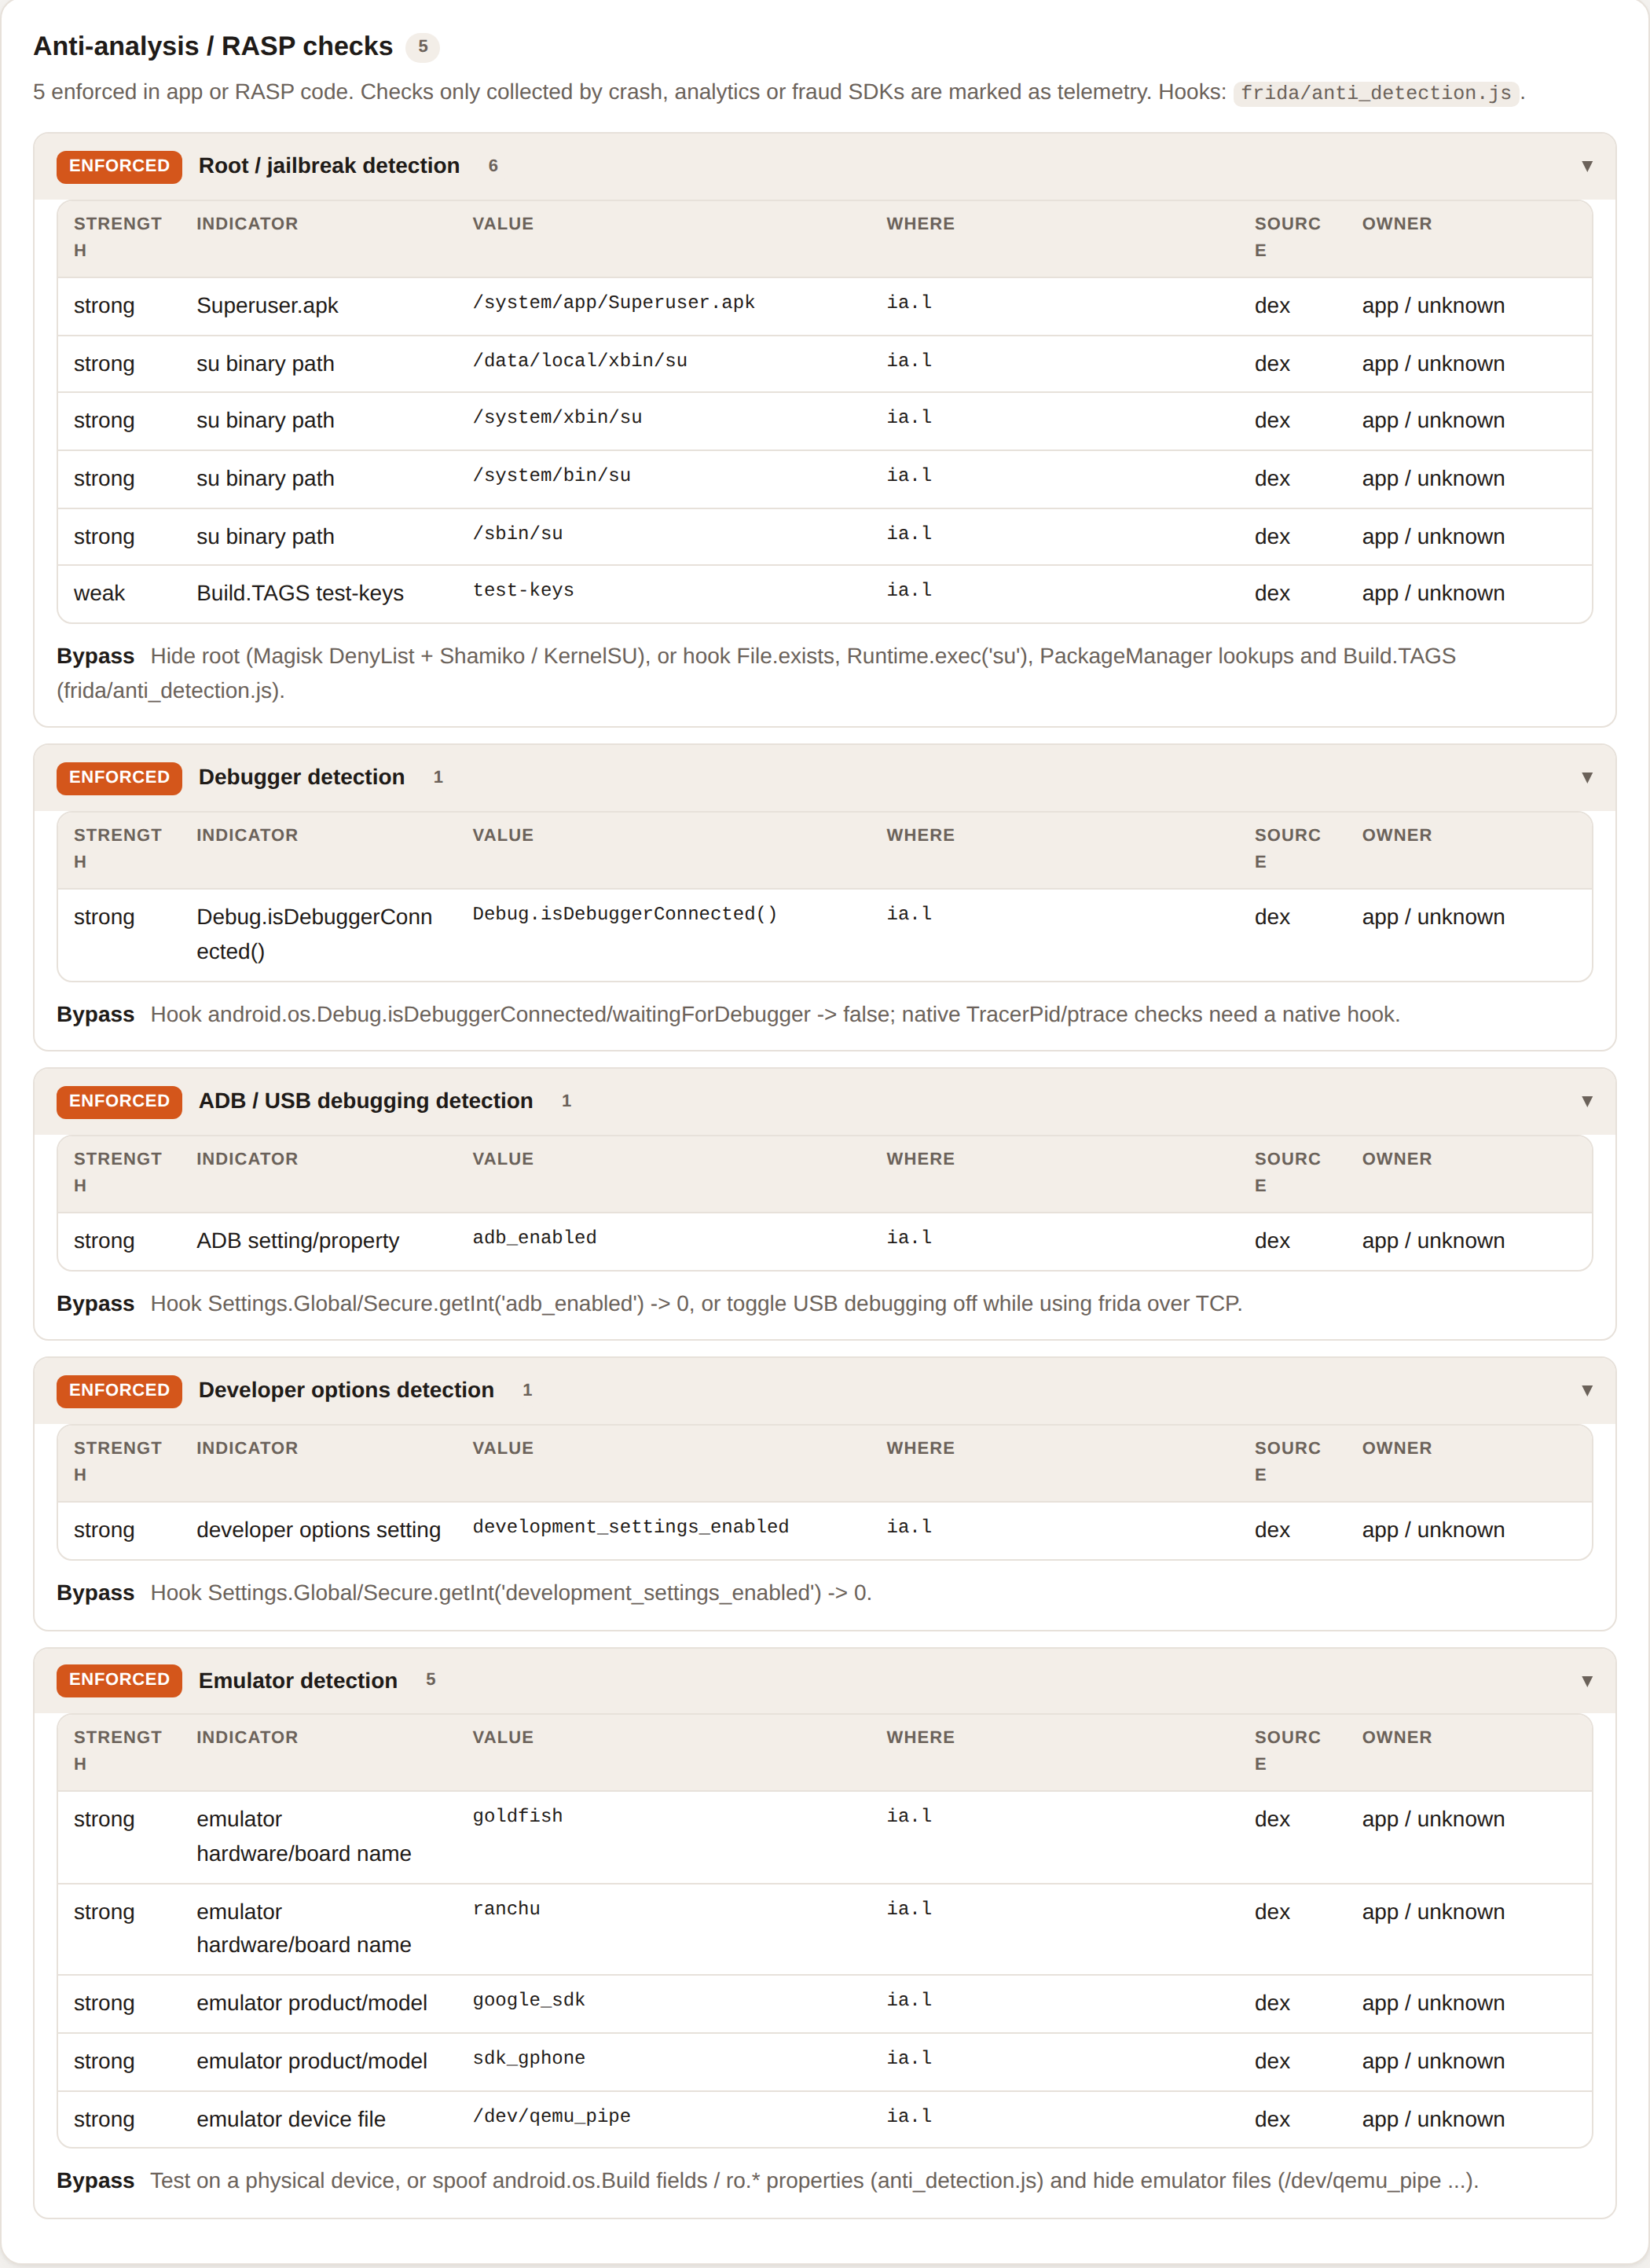 Anti-analysis / RASP checks 5
5 enforced in app or RASP code. Checks only collected by crash, analytics or fraud SDKs are marked as telemetry. Hooks: frida/anti_detection.js.
ENFORCED Root / jailbreak detection 6 ▼
STRENGT INDICATOR VALUE WHERE SOURC OWNER
H E
strong Superuser.apk /system/app/Superuser.apk ia.l dex app / unknown
strong su binary path /data/local/xbin/su ia.l dex app / unknown
strong su binary path /system/xbin/su ia.l dex app / unknown
strong su binary path /system/bin/su ia.l dex app / unknown
strong su binary path /sbin/su ia.l dex app / unknown
weak Build.TAGS test-keys test-keys ia.l dex app / unknown
Bypass Hide root (Magisk DenyList + Shamiko / KernelSU), or hook File.exists, Runtime.exec('su'), PackageManager lookups and Build.TAGS
(frida/anti_detection.js).
ENFORCED Debugger detection 1 ▼
STRENGT INDICATOR VALUE WHERE SOURC OWNER
H E
strong Debug.isDebuggerConn Debug.isDebuggerConnected() ia.l dex app / unknown
ected()
Bypass Hook android.os.Debug.isDebuggerConnected/waitingForDebugger -> false; native TracerPid/ptrace checks need a native hook.
ENFORCED ADB / USB debugging detection 1 ▼
STRENGT INDICATOR VALUE WHERE SOURC OWNER
H E
strong ADB setting/property adb_enabled ia.l dex app / unknown
Bypass Hook Settings.Global/Secure.getInt('adb_enabled') -> 0, or toggle USB debugging off while using frida over TCP.
ENFORCED Developer options detection 1 ▼
STRENGT INDICATOR VALUE WHERE SOURC OWNER
H E
strong developer options setting development_settings_enabled ia.l dex app / unknown
Bypass Hook Settings.Global/Secure.getInt('development_settings_enabled') -> 0.
ENFORCED Emulator detection 5 ▼
STRENGT INDICATOR VALUE WHERE SOURC OWNER
H E
strong emulator goldfish ia.l dex app / unknown
hardware/board name
strong emulator ranchu ia.l dex app / unknown
hardware/board name
strong emulator product/model google_sdk ia.l dex app / unknown
strong emulator product/model sdk_gphone ia.l dex app / unknown
strong emulator device file /dev/qemu_pipe ia.l dex app / unknown
Bypass Test on a physical device, or spoof android.os.Build fields / ro.* properties (anti_detection.js) and hide emulator files (/dev/qemu_pipe ...).